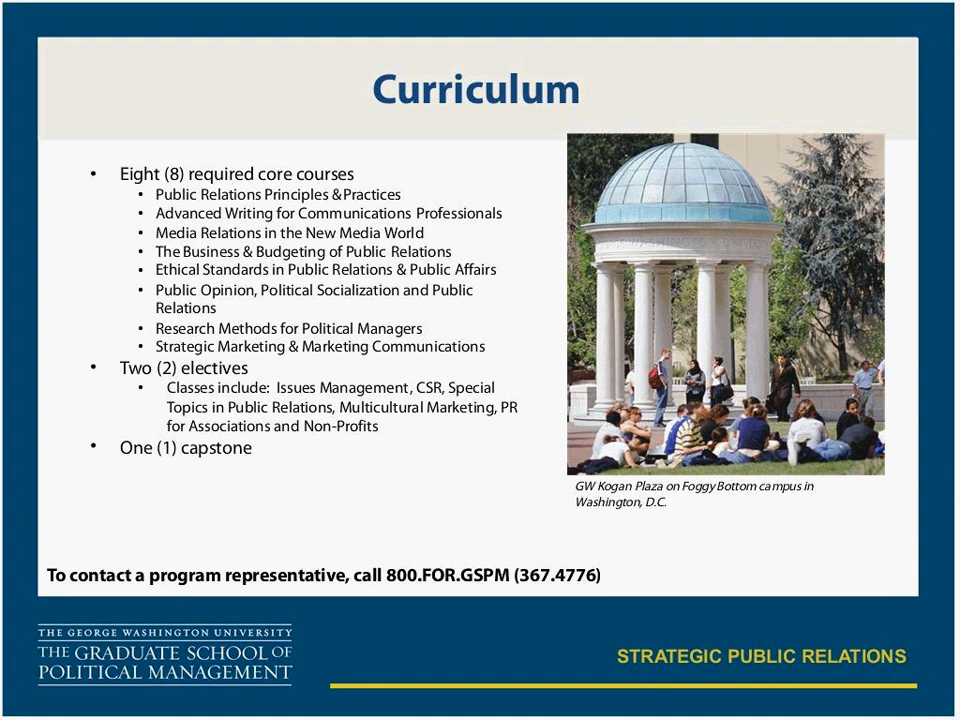 Curriculum
• Eight (8) required core courses
• Public Relations Principles & Practices
• Advanced Writing for Communications Professionals
• Media Relations in the New Media World
• The Business & Budgeting of Public Relations
• Ethical Standards in Public Relations & Public Affairs
• Public Opinion, Political Socialization and Public
Relations
• Research Methods for Political Managers
• Strategic Marketing & Marketing Communications
• Two (2) electives
• Classes include: Issues Management, CSR, Special
Topics in Public Relations, Multicultural Marketing, PR
for Associations and Non-Profits
• One (1) capstone
GW Kogan Plaza on Foggy Bottom campus in
Washington, D.C.
To contact a program representative, call 800.FOR.GSPM (367.4776)
THE GEORGE WASHINGTON UNIVERSITY
THE GRADUATE SCHOOL OF
POLITICAL MANAGEMENT
STRATEGIC PUBLIC RELATIONS